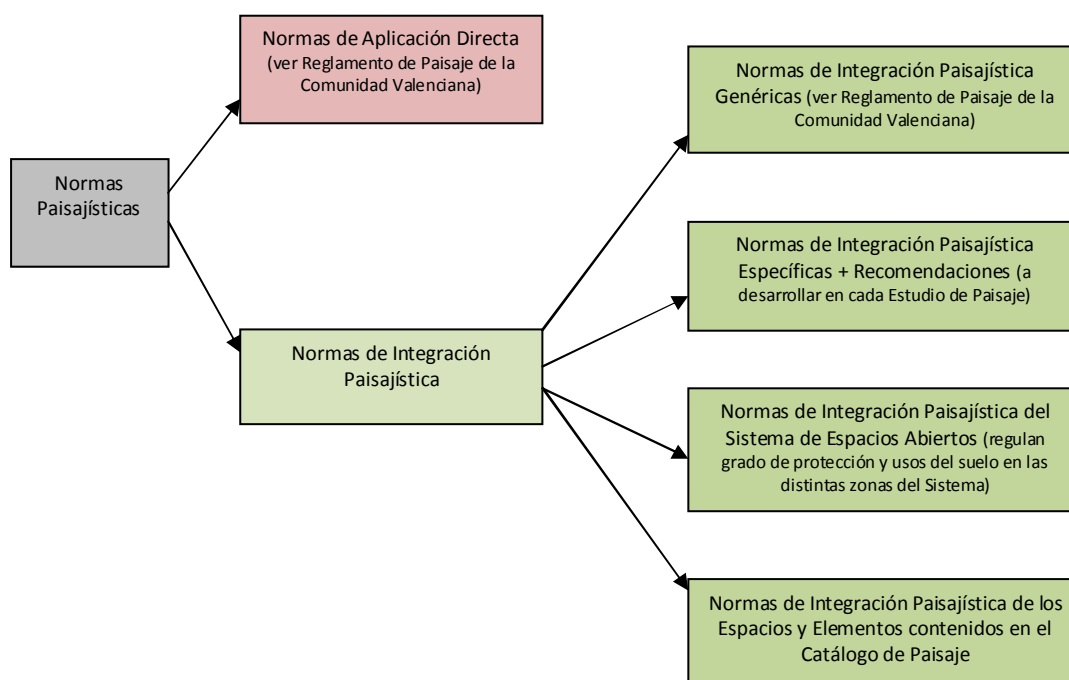 Normas de Aplicación Directa
(ver Reglamento de Paisaje de la
Comunidad Valenciana)
Normas de Integración Paisajística
Genéricas (ver Reglamento de Paisaje de la
Comunidad Valenciana)
Normas
Paisajísticas
Normas de Integración Paisajística
Específicas + Recomendaciones (a
desarrollar en cada Estudio de Paisaje)
Normas de Integración
Paisajística
Normas de Integración Paisajística del
Sistema de Espacios Abiertos (regulan
grado de protección y usos del suelo en las
distintas zonas del Sistema)
Normas de Integración Paisajística de los
Espacios y Elementos contenidos en el
Catálogo de Paisaje